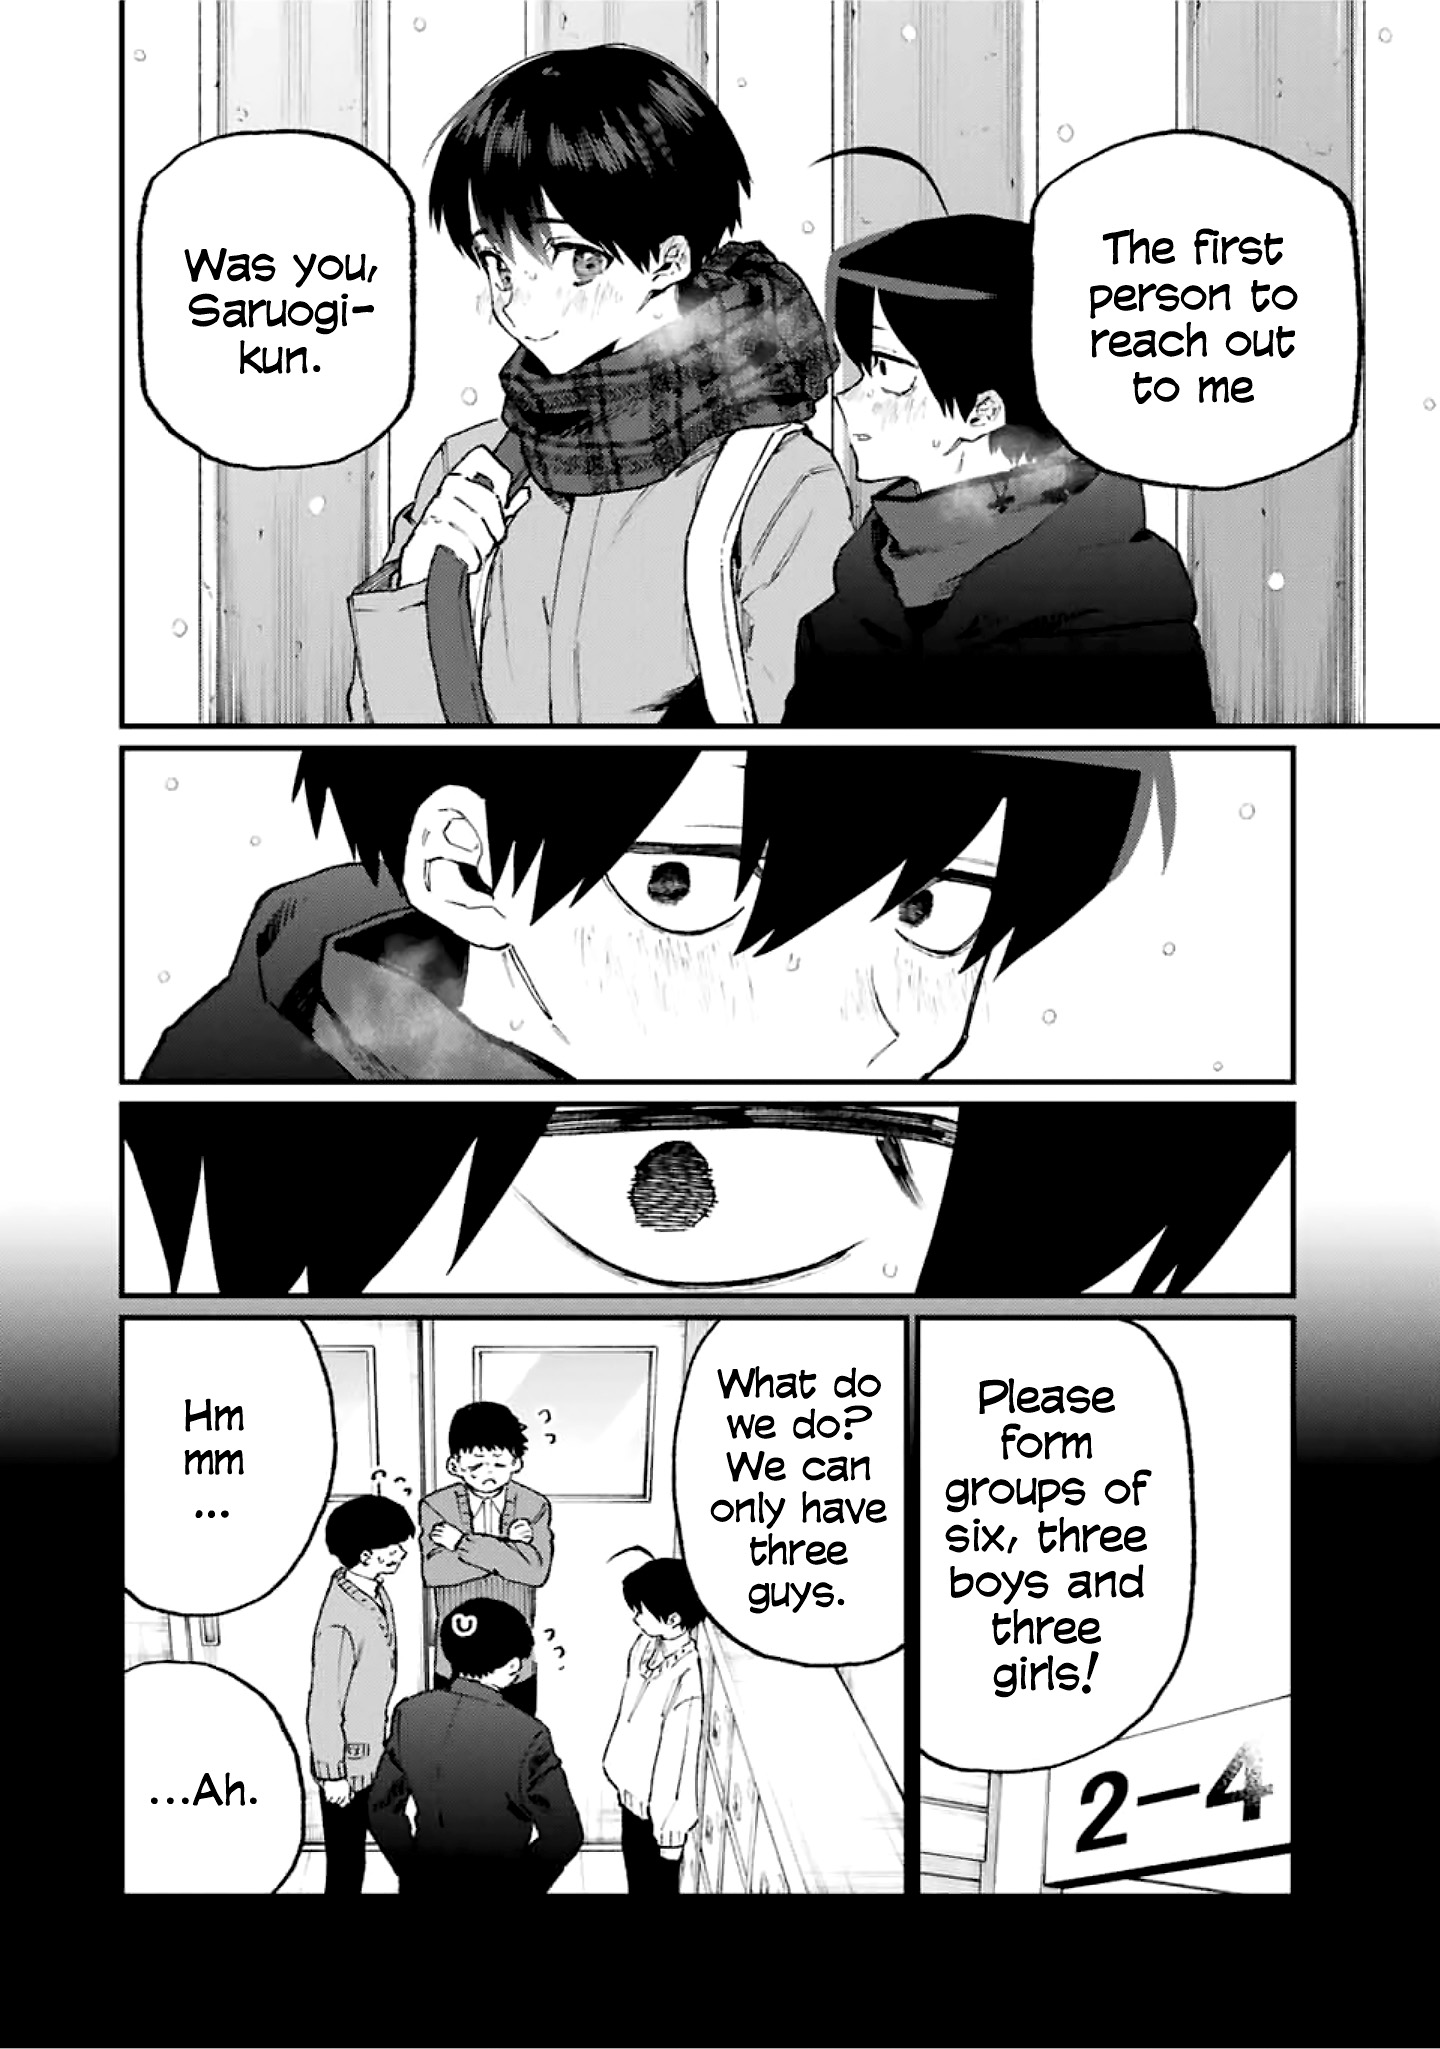 The first
person to
reach out
to me
Was you,
Saruogi-
kun.
Please
form
groups of
six, three
boys and
three
girls!
2-4
What do
we do?
We can
only have
three
guys.
Hm
mm
...
...Ah.